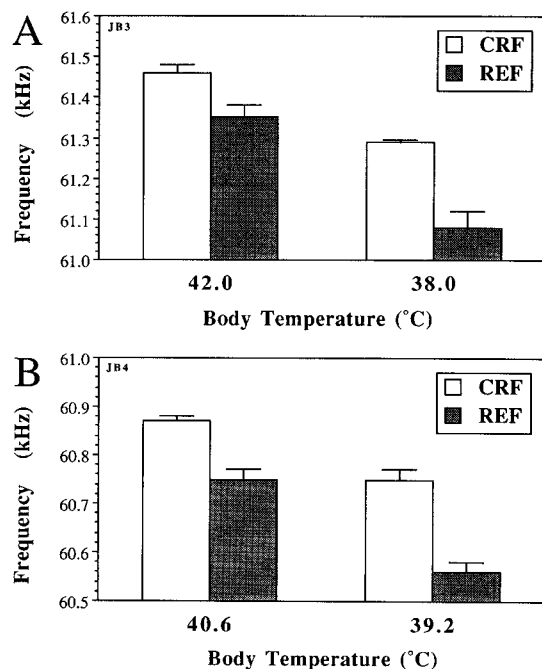 A
JB3
CRF
REF
Frequency (kHz)
61.6
61.5
61.4
61.3
61.2
61.1
61.0
42.0 38.0
Body Temperature (°C)
B
JB4
CRF
REF
Frequency (kHz)
61.0
60.9
60.8
60.7
60.6
60.5
40.6 39.2
Body Temperature (°C)